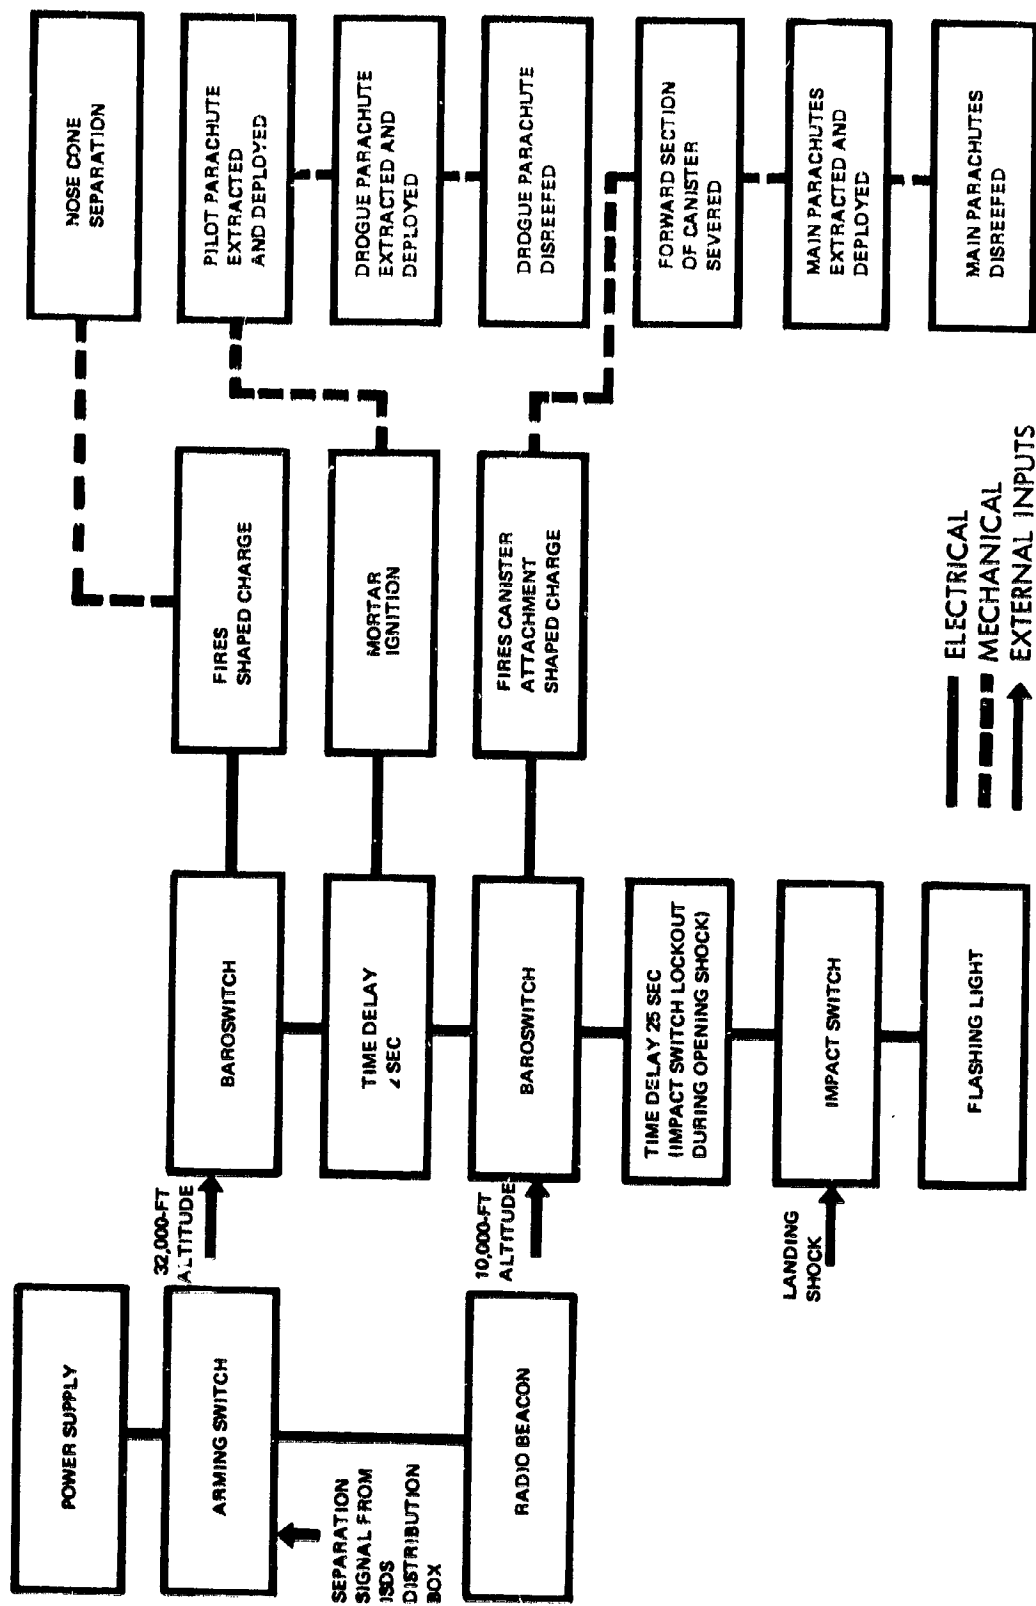 POWER SUPPLY
ARMING SWITCH
SEPARATION
SIGNAL FROM
ISDS
DISTRIBUTION
BOX
RADIO BEACON
32,000-FT
ALTITUDE
BAROSWITCH
TIME DELAY
SEC
10,000-FT
ALTITUDE
BAROSWITCH
TIME DELAY 25 SEC
(IMPACT SWITCH LOCKOUT
DURING OPENING SHOCK)
LANDING
SHOCK
IMPACT SWITCH
FLASHING LIGHT
FIRES
SHAPED CHARGE
MORTAR
IGNITION
FIRES CANISTER
ATTACHMENT
SHAPED CHARGE
NOSE CONE
SEPARATION
PILOT PARACHUTE
EXTRACTED
AND DEPLOYED
DROGUE PARACHUTE
EXTRACTED AND
DEPLOYED
DROGUE PARACHUTE
DISREEFED
FORWARD SECTION
OF CANISTER
SEVERED
MAIN PARACHUTES
EXTRACTED AND
DEPLOYED
MAIN PARACHUTES
DISREEFED
ELECTRICAL
MECHANICAL
EXTERNAL INPUTS